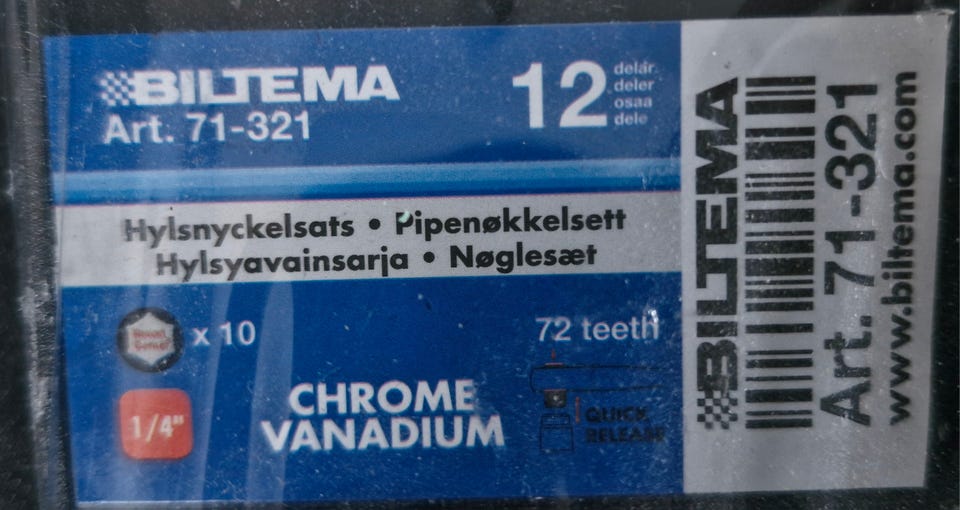 BILTEMA
Art. 71-321
12 delar
deler
osaa
dele
Hylsnyckelsats • Pipenøkkelsett
Hylsyavainsarja • Nøglesæt
x 10
72 teeth
1/4"
CHROME
VANADIUM
QUICK
RELEASE
BILTEMA
Art. 71-321
www.biltema.com